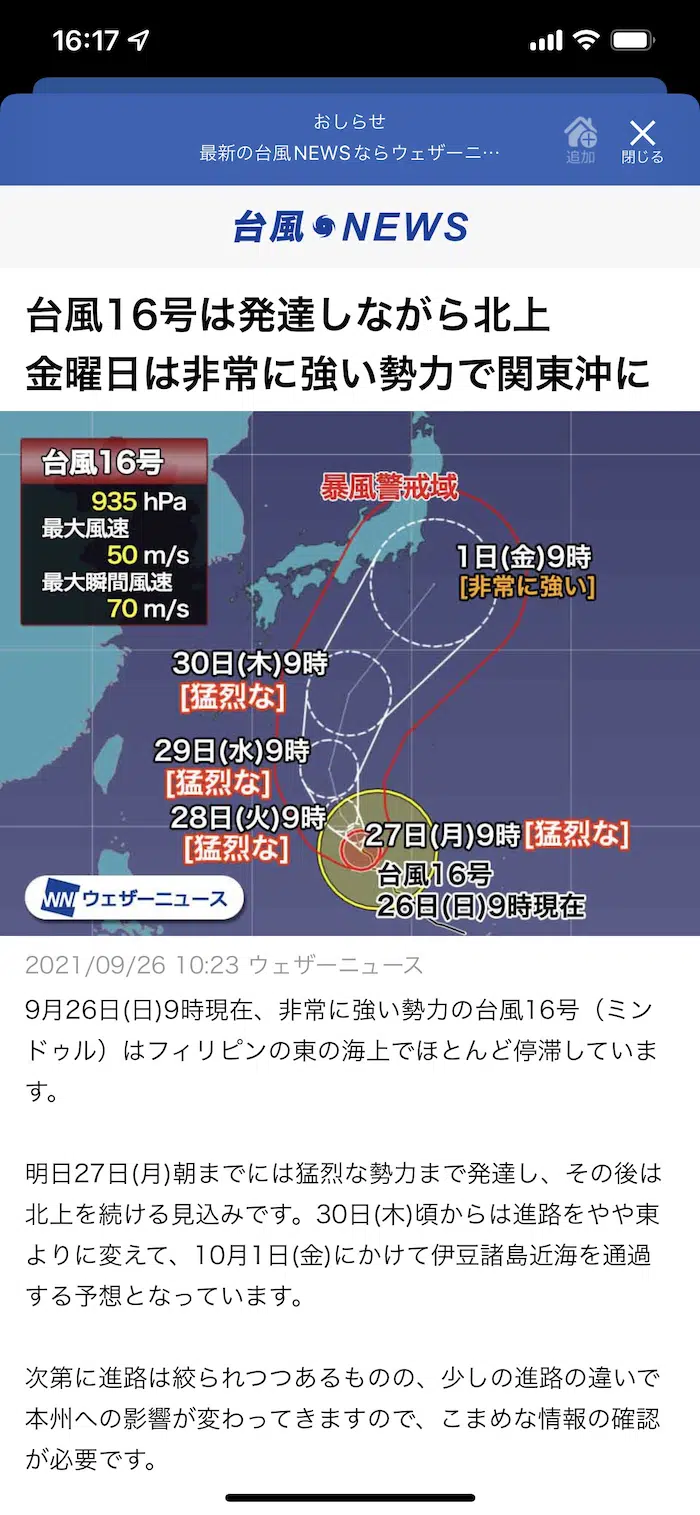 16:17
おしらせ
最新の台風NEWSならウェザーニ…
追加
閉じる
台風NEWS
台風16号は発達しながら北上
金曜日は非常に強い勢力で関東沖に
台風16号
935 hPa
最大風速
50 m/s
最大瞬間風速
70 m/s
暴風警戒域
1日(金)9時
[非常に強い]
30日(木)9時
[猛烈な]
29日(水)9時
[猛烈な]
28日(火)9時
[猛烈な]
27日(月)9時[猛烈な]
台風16号
26日(日)9時現在
WNI ウェザーニュース
2021/09/26 10:23 ウェザーニュース
9月26日(日)9時現在、非常に強い勢力の台風16号（ミン
ドゥル）はフィリピンの東の海上でほとんど停滞していま
す。
明日27日(月)朝までには猛烈な勢力まで発達し、その後は
北上を続ける見込みです。30日(木)頃からは進路をやや東
よりに変えて、10月1日(金)にかけて伊豆諸島近海を通過
する予想となっています。
次第に進路は絞られつつあるものの、少しの進路の違いで
本州への影響が変わってきますので、こまめな情報の確認
が必要です。